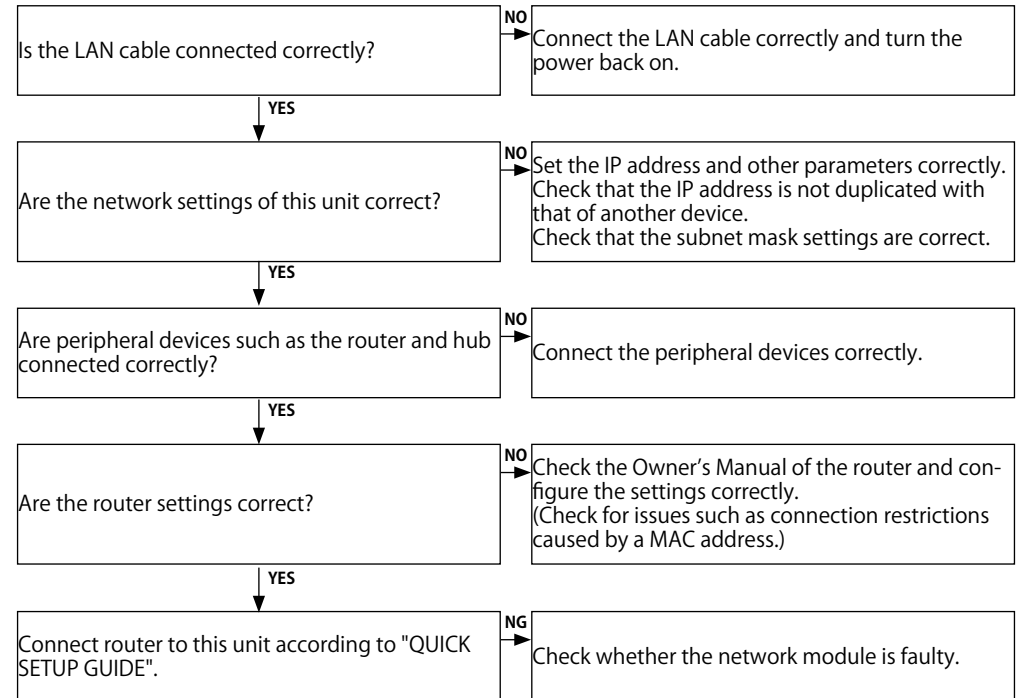 Is the LAN cable connected correctly?
NO
Connect the LAN cable correctly and turn the
power back on.
YES
Are the network settings of this unit correct?
NO
Set the IP address and other parameters correctly.
Check that the IP address is not duplicated with
that of another device.
Check that the subnet mask settings are correct.
YES
Are peripheral devices such as the router and hub
connected correctly?
NO
Connect the peripheral devices correctly.
YES
Are the router settings correct?
NO
Check the Owner’s Manual of the router and con-
figure the settings correctly.
(Check for issues such as connection restrictions
caused by a MAC address.)
YES
Connect router to this unit according to "QUICK
SETUP GUIDE".
NG
Check whether the network module is faulty.